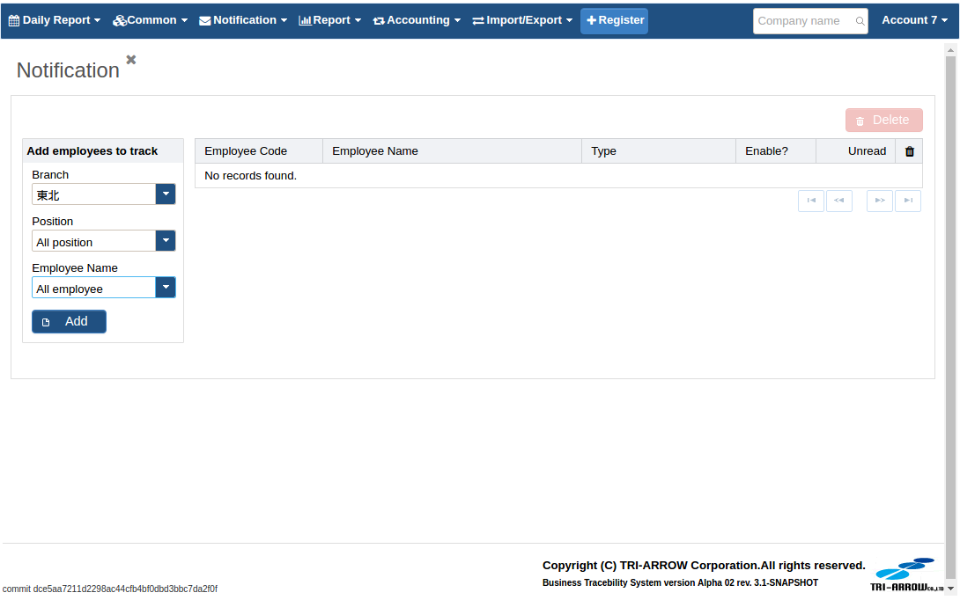 Daily Report Common Notification Report Accounting Import/Export Register Company name Account 7
Notification
Delete
Add employees to track
Employee Code Employee Name Type Enable? Unread
No records found.
Branch
東北
Position
All position
Employee Name
All employee
Add
Copyright (C) TRI-ARROW Corporation.All rights reserved.
Business Tracebility System version Alpha 02 rev. 3.1-SNAPSHOT
TRI-ARROW
commit dce5aa7211d2298ac44cfb4bf0dbd3bbc7da2f0f